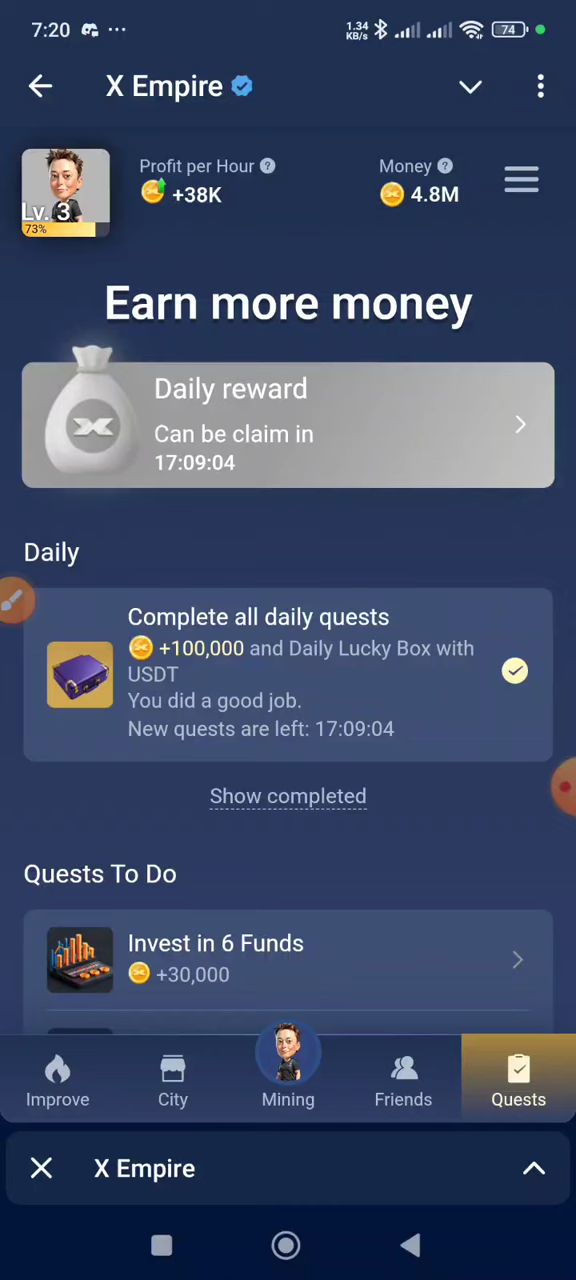 7:20 ··· 1.34 KB/s 74
X Empire
Profit per Hour ? Money ?
+38K 4.8M
Lv. 3
73%
Earn more money
Daily reward
Can be claim in
17:09:04
Daily
Complete all daily quests
+100,000 and Daily Lucky Box with
USDT
You did a good job.
New quests are left: 17:09:04
Show completed
Quests To Do
Invest in 6 Funds
+30,000
Improve City Mining Friends Quests
X Empire